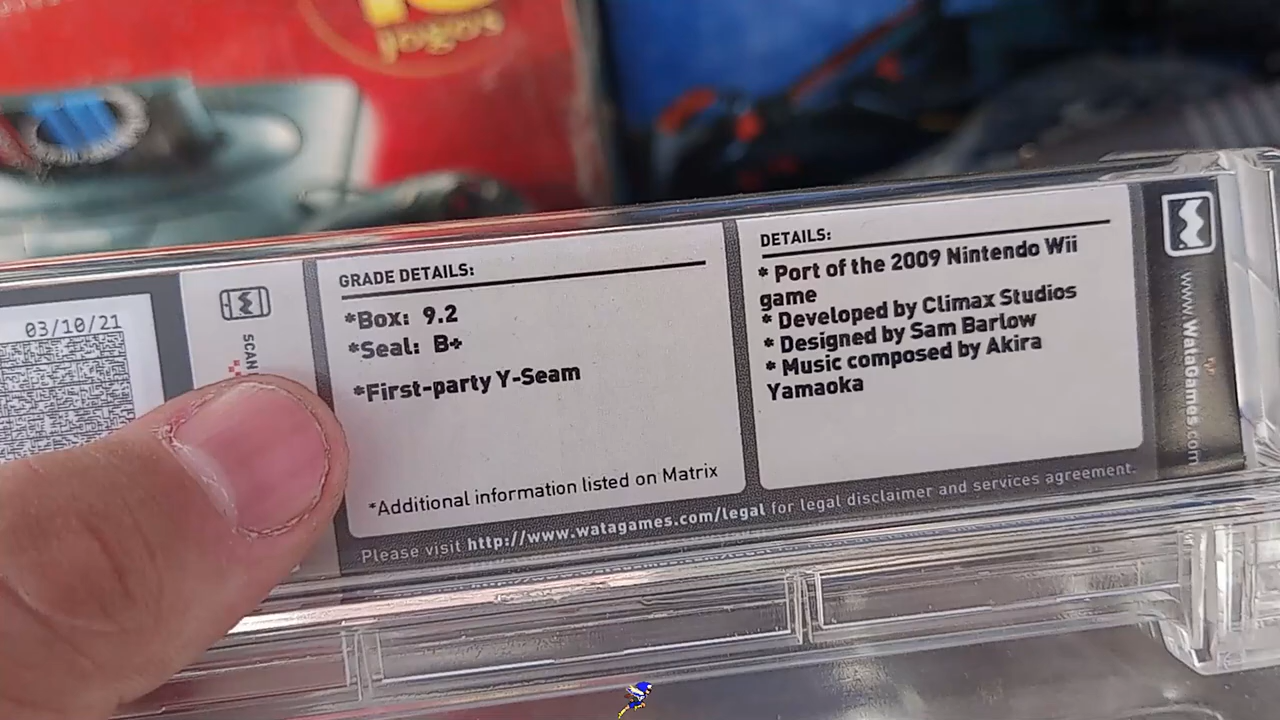 jogos
03/10/21
SCAN
GRADE DETAILS:
*Box: 9.2
*Seal: B+
*First-party Y-Seam
*Additional information listed on Matrix
DETAILS:
* Port of the 2009 Nintendo Wii
game
* Developed by Climax Studios
* Designed by Sam Barlow
* Music composed by Akira
Yamaoka
Please visit http://www.watagames.com/legal for legal disclaimer and services agreement.
www.WataGames.com